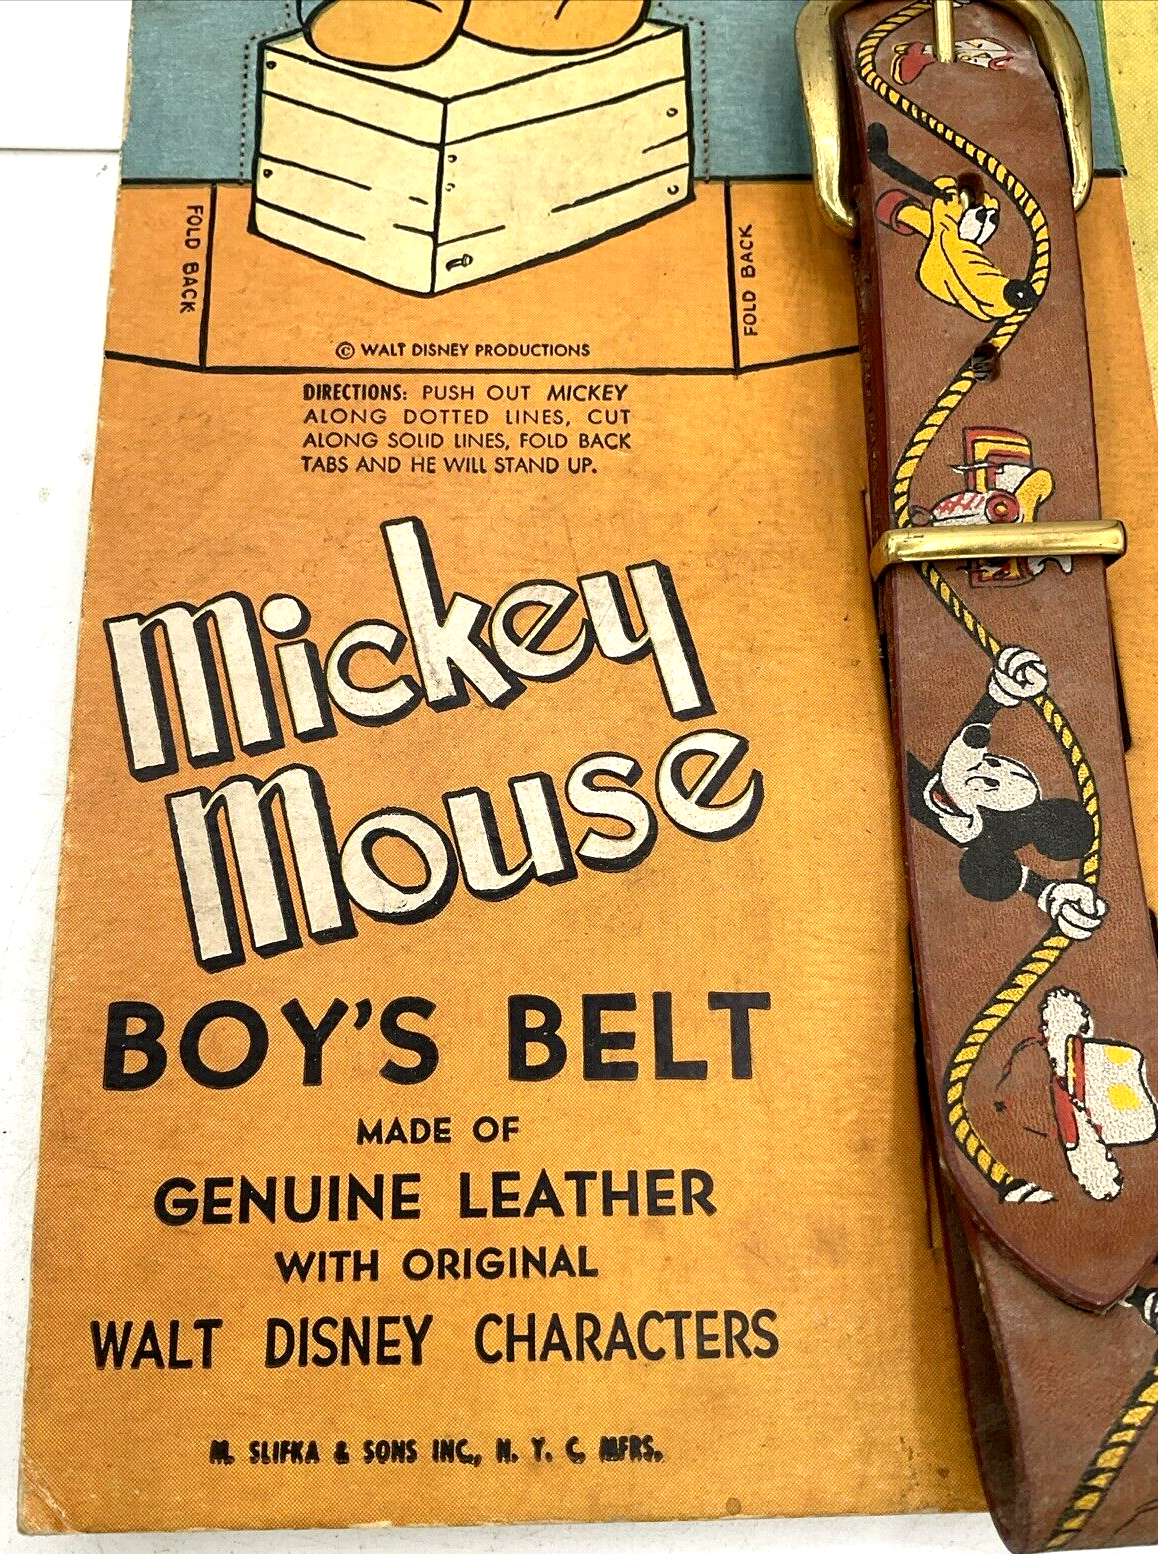 FOLD BACK
FOLD BACK
© WALT DISNEY PRODUCTIONS
DIRECTIONS: PUSH OUT MICKEY
ALONG DOTTED LINES, CUT
ALONG SOLID LINES, FOLD BACK
TABS AND HE WILL STAND UP.
Mickey
Mouse
BOY'S BELT
MADE OF
GENUINE LEATHER
WITH ORIGINAL
WALT DISNEY CHARACTERS
M. SLIFKA & SONS INC., N. Y. C. MFRS.